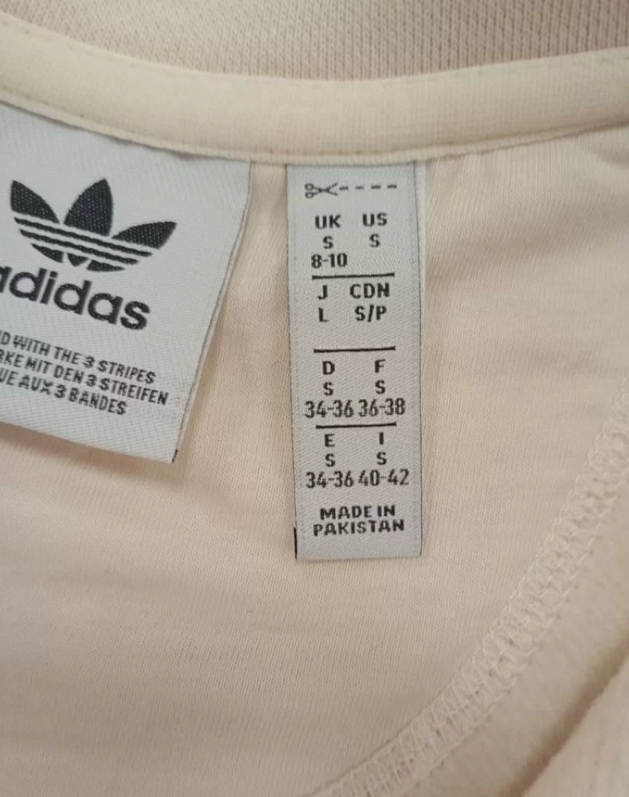 adidas
WITH THE 3 STRIPES
MIT DEN 3 STREIFEN
AUX 3 BANDES
UK US
S S
8-10
J CDN
L S/P
D F
S S
34-36 36-38
E I
S S
34-36 40-42
MADE IN
PAKISTAN